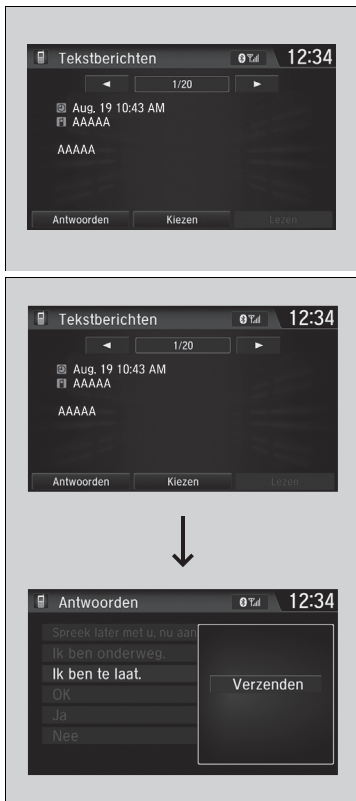 Tekstberichten 12:34
1/20
Aug. 19 10:43 AM
AAAAA
AAAAA
Antwoorden Kiezen Lezen
Tekstberichten 12:34
1/20
Aug. 19 10:43 AM
AAAAA
AAAAA
Antwoorden Kiezen Lezen
Antwoorden 12:34
Spreek later met u, nu aan
Ik ben onderweg.
Ik ben te laat.
Verzenden
OK
Ja
Nee